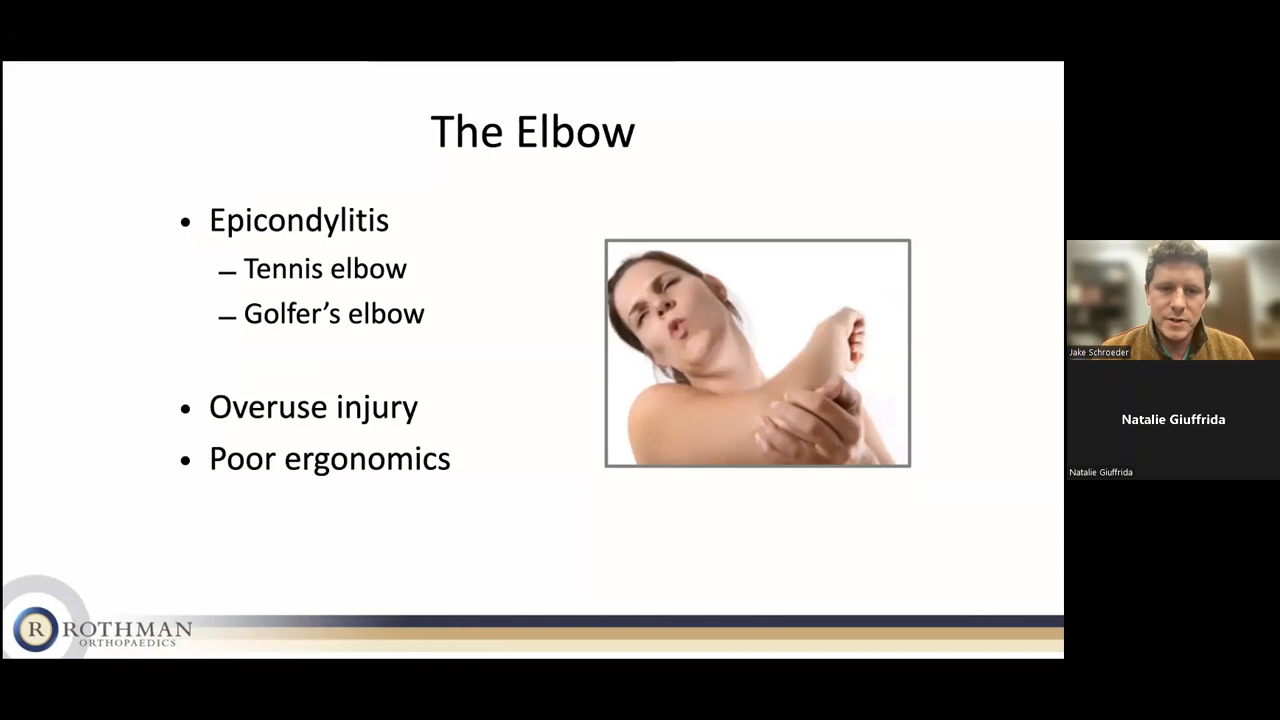 The Elbow
• Epicondylitis
– Tennis elbow
– Golfer’s elbow
• Overuse injury
• Poor ergonomics
R ROTHMAN
ORTHOPAEDICS
Jake Schroeder
Natalie Giuffrida
Natalie Giuffrida